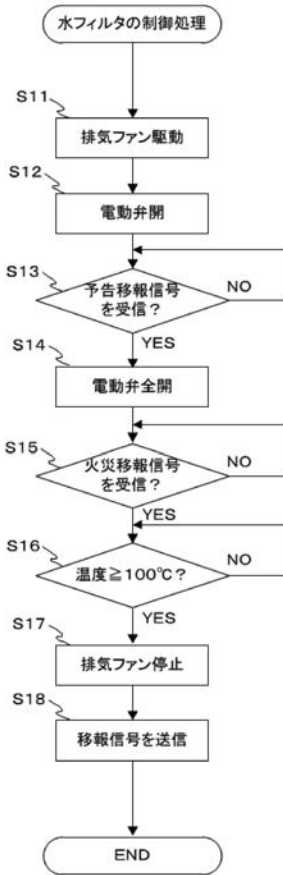 水フィルタの制御処理
S11
排気ファン駆動
S12
電動弁開
S13
予告移報信号
を受信？
NO
YES
S14
電動弁全開
S15
火災移報信号
を受信？
NO
YES
S16
温度≧100℃？
NO
YES
S17
排気ファン停止
S18
移報信号を送信
END